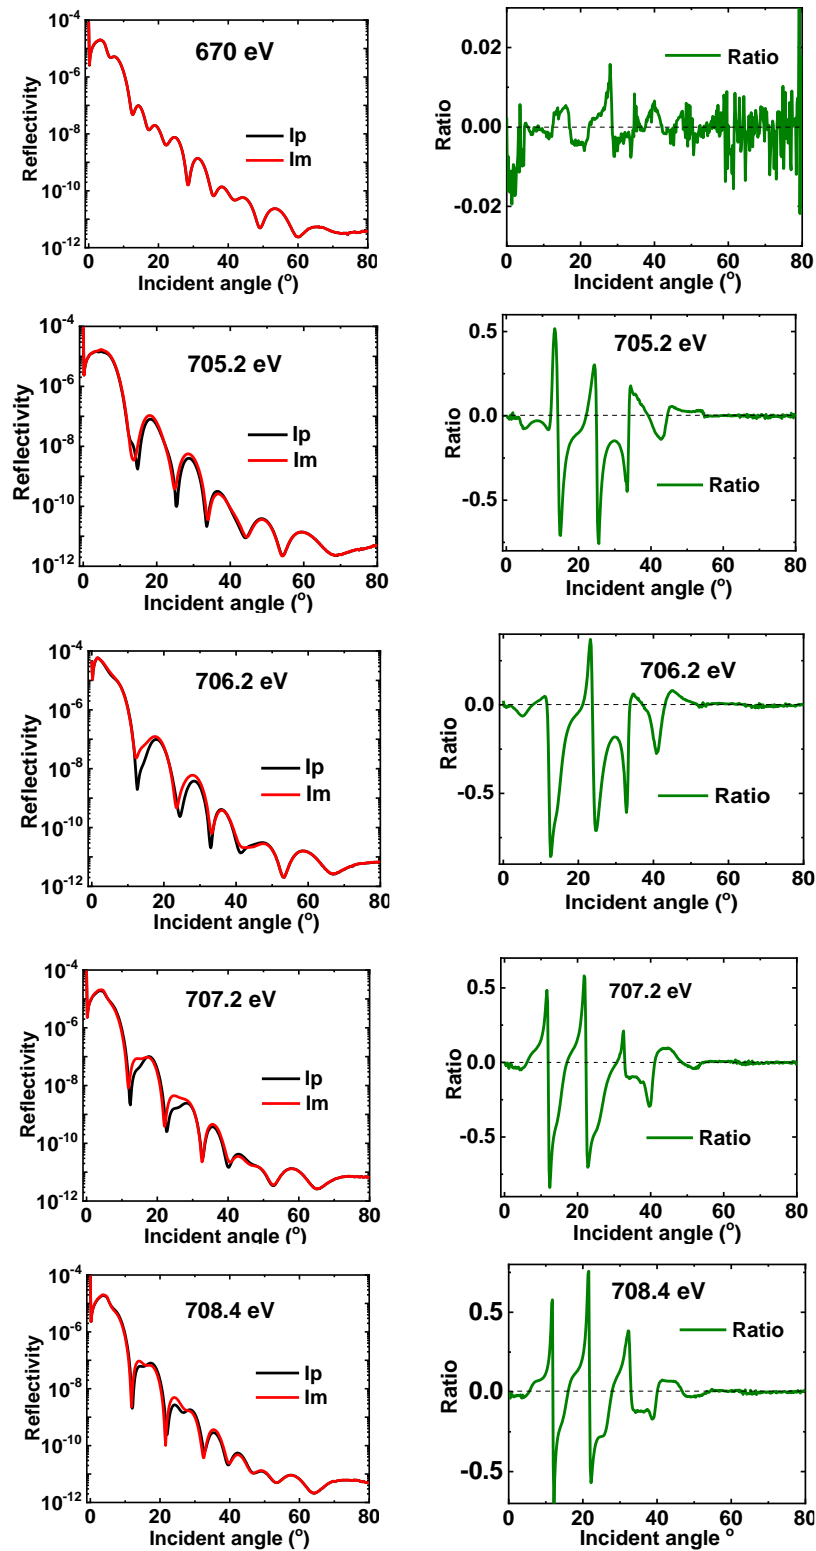 10⁻⁴
10⁻⁶
10⁻⁸
10⁻¹⁰
10⁻¹²
Reflectivity
670 eV
Ip
Im
0 20 40 60 80
Incident angle (°)
0.02
0.00
-0.02
Ratio
Ratio
0 20 40 60 80
Incident angle (°)
10⁻⁴
10⁻⁶
10⁻⁸
10⁻¹⁰
10⁻¹²
Reflectivity
705.2 eV
Ip
Im
0 20 40 60 80
Incident angle (°)
0.5
0.0
-0.5
Ratio
705.2 eV
Ratio
0 20 40 60 80
Incident angle (°)
10⁻⁴
10⁻⁶
10⁻⁸
10⁻¹⁰
10⁻¹²
Reflectivity
706.2 eV
Ip
Im
0 20 40 60 80
Incident angle (°)
0.0
-0.5
Ratio
706.2 eV
Ratio
0 20 40 60 80
Incident angle (°)
10⁻⁴
10⁻⁶
10⁻⁸
10⁻¹⁰
10⁻¹²
Reflectivity
707.2 eV
Ip
Im
0 20 40 60 80
Incident angle (°)
0.5
0.0
-0.5
Ratio
707.2 eV
Ratio
0 20 40 60 80
Incident angle (°)
10⁻⁴
10⁻⁶
10⁻⁸
10⁻¹⁰
10⁻¹²
Reflectivity
708.4 eV
Ip
Im
0 20 40 60 80
Incident angle (°)
0.5
0.0
-0.5
Ratio
708.4 eV
Ratio
0 20 40 60 80
Incident angle °